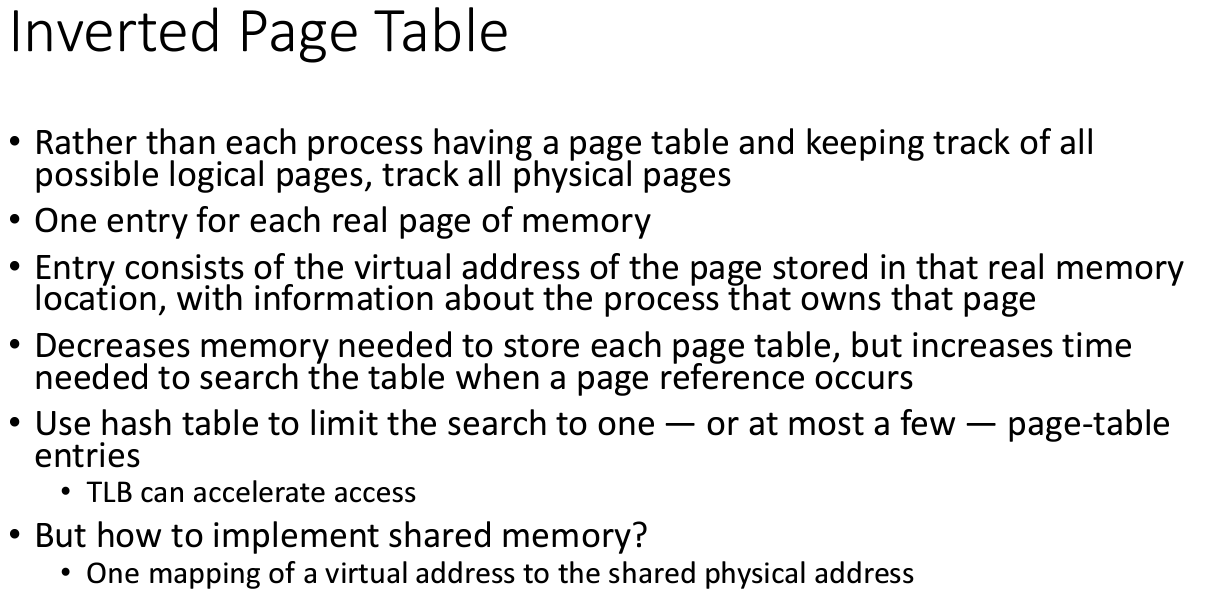 Inverted Page Table
• Rather than each process having a page table and keeping track of all
possible logical pages, track all physical pages
• One entry for each real page of memory
• Entry consists of the virtual address of the page stored in that real memory
location, with information about the process that owns that page
• Decreases memory needed to store each page table, but increases time
needed to search the table when a page reference occurs
• Use hash table to limit the search to one — or at most a few — page-table
entries
• TLB can accelerate access
• But how to implement shared memory?
• One mapping of a virtual address to the shared physical address